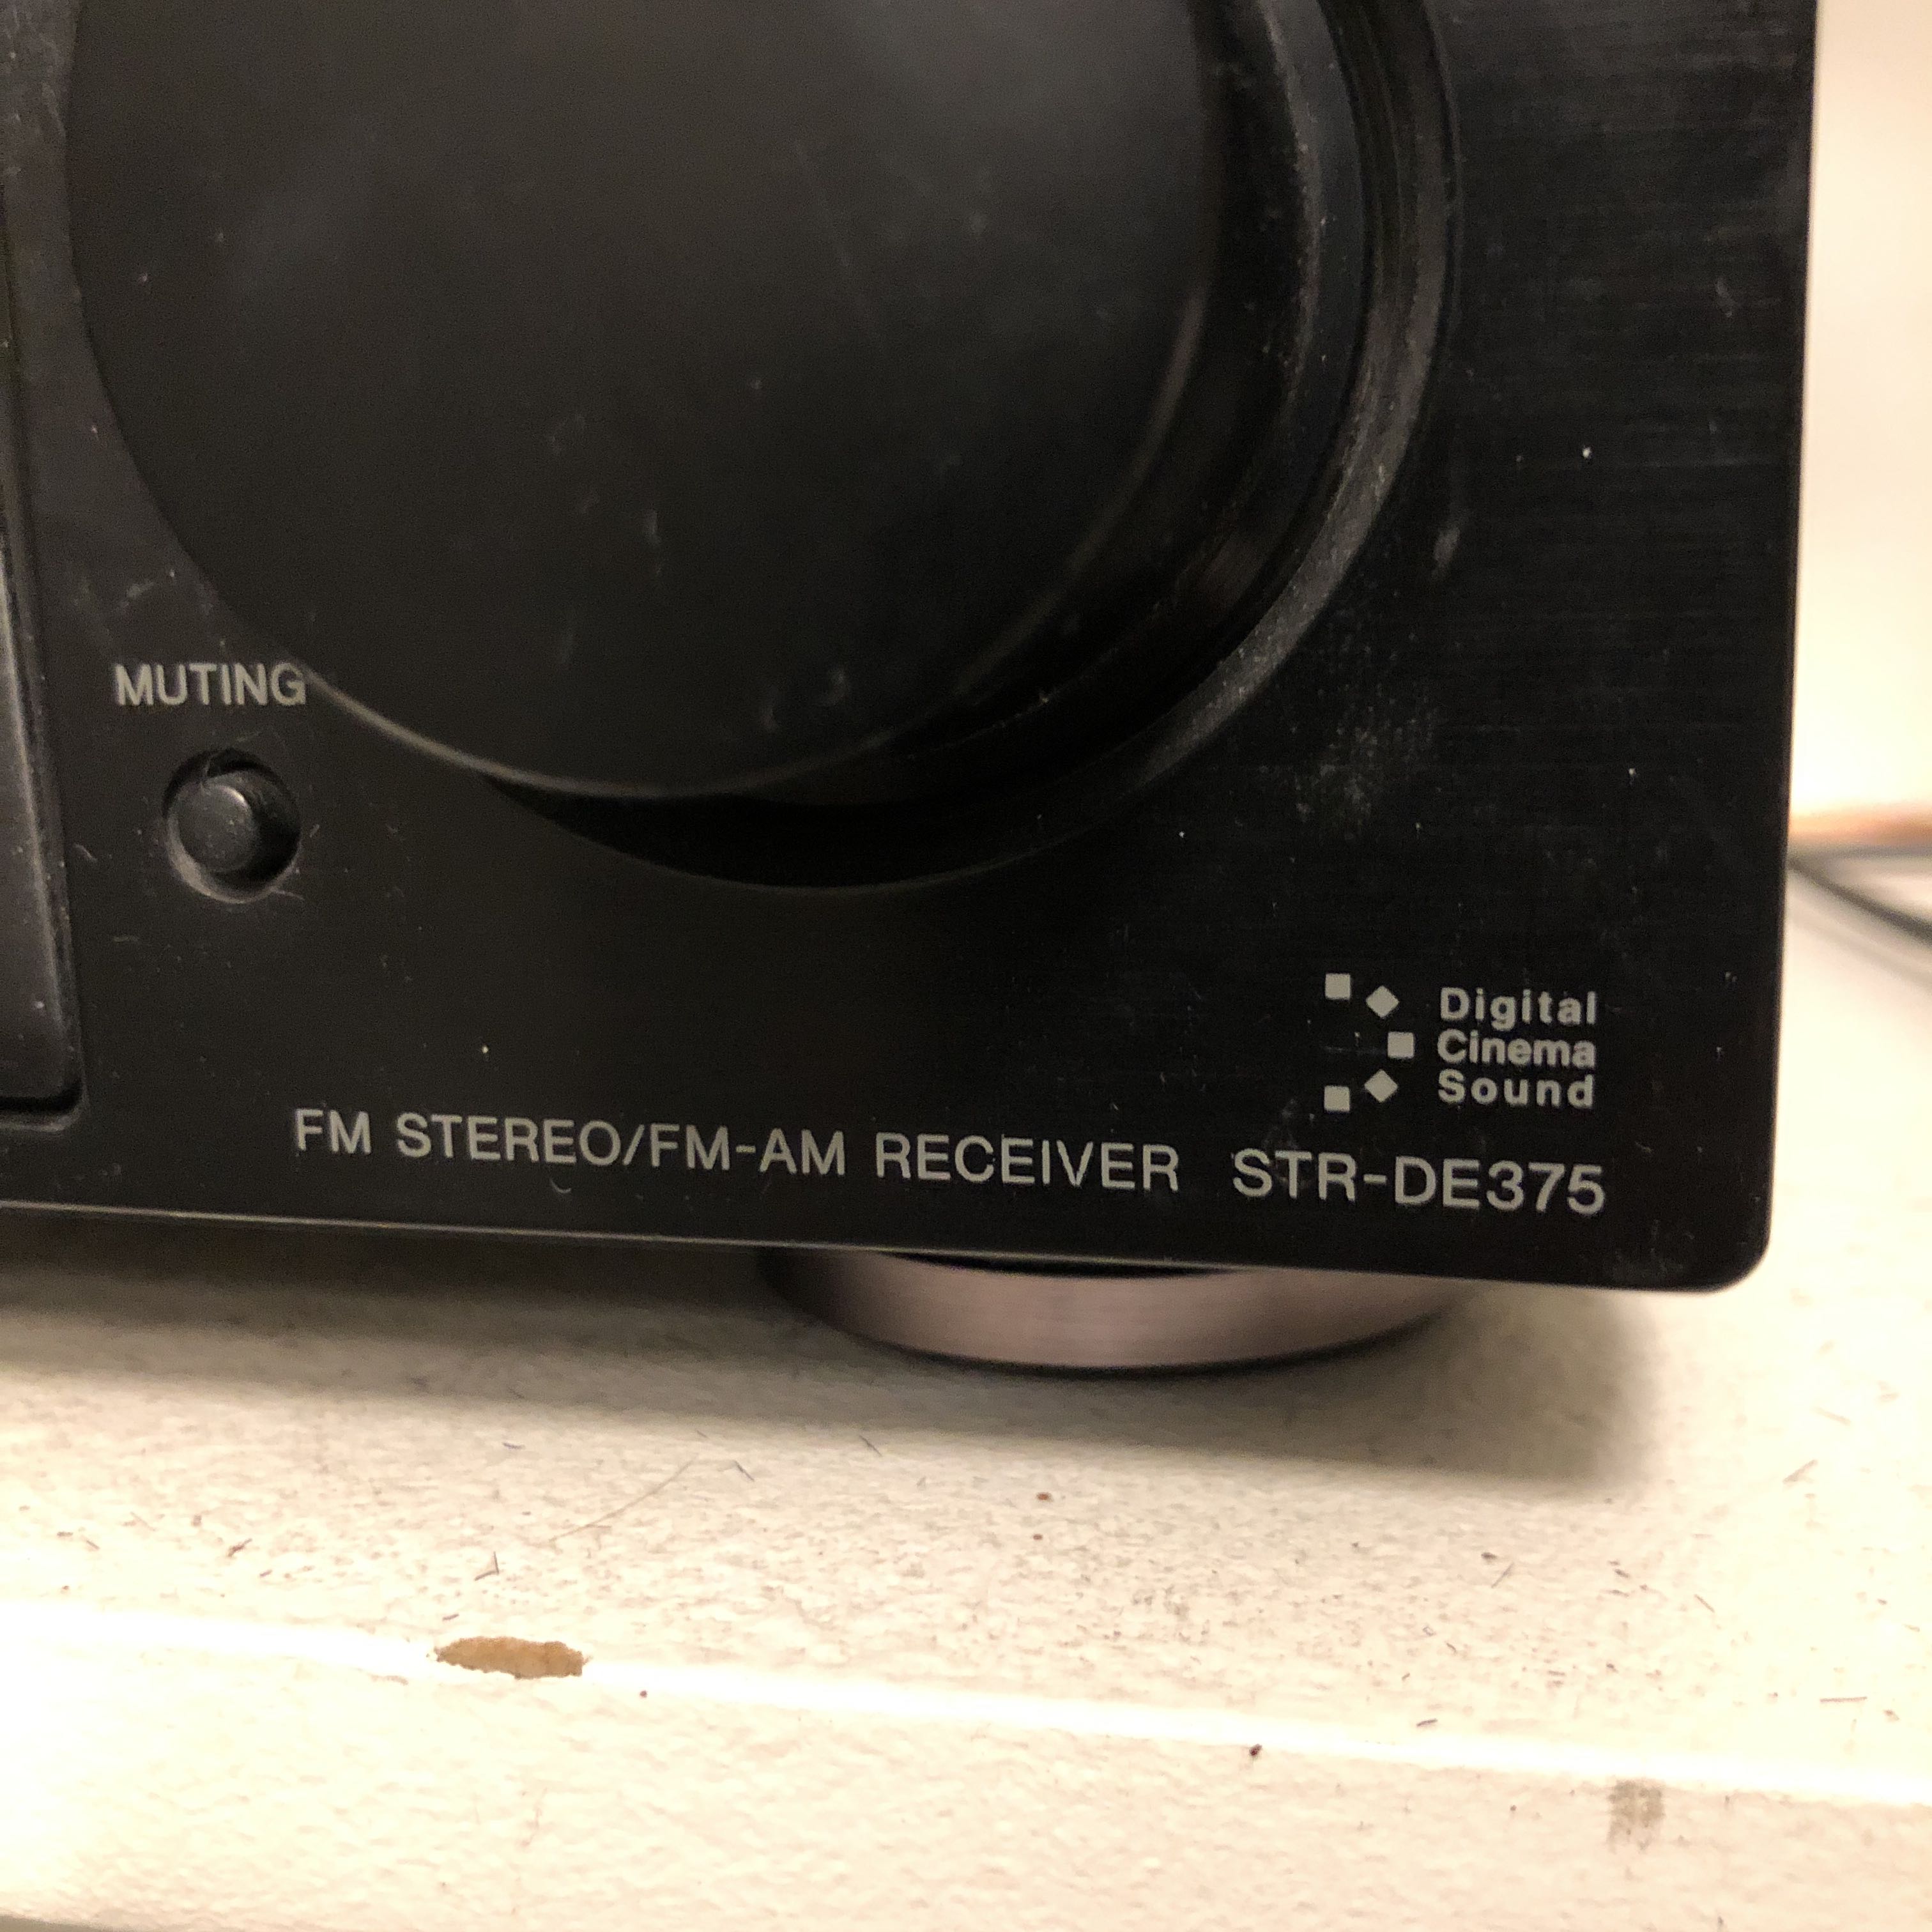 MUTING
Digital
Cinema
Sound
FM STEREO/FM-AM RECEIVER STR-DE375